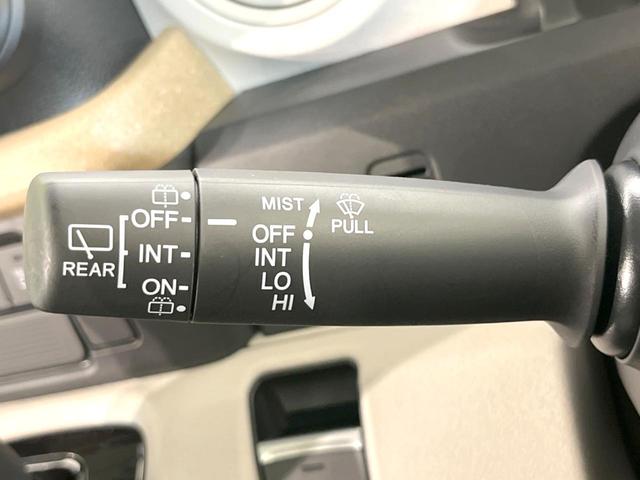 REAR
OFF
INT
ON
MIST
PULL
OFF
INT
LO
HI